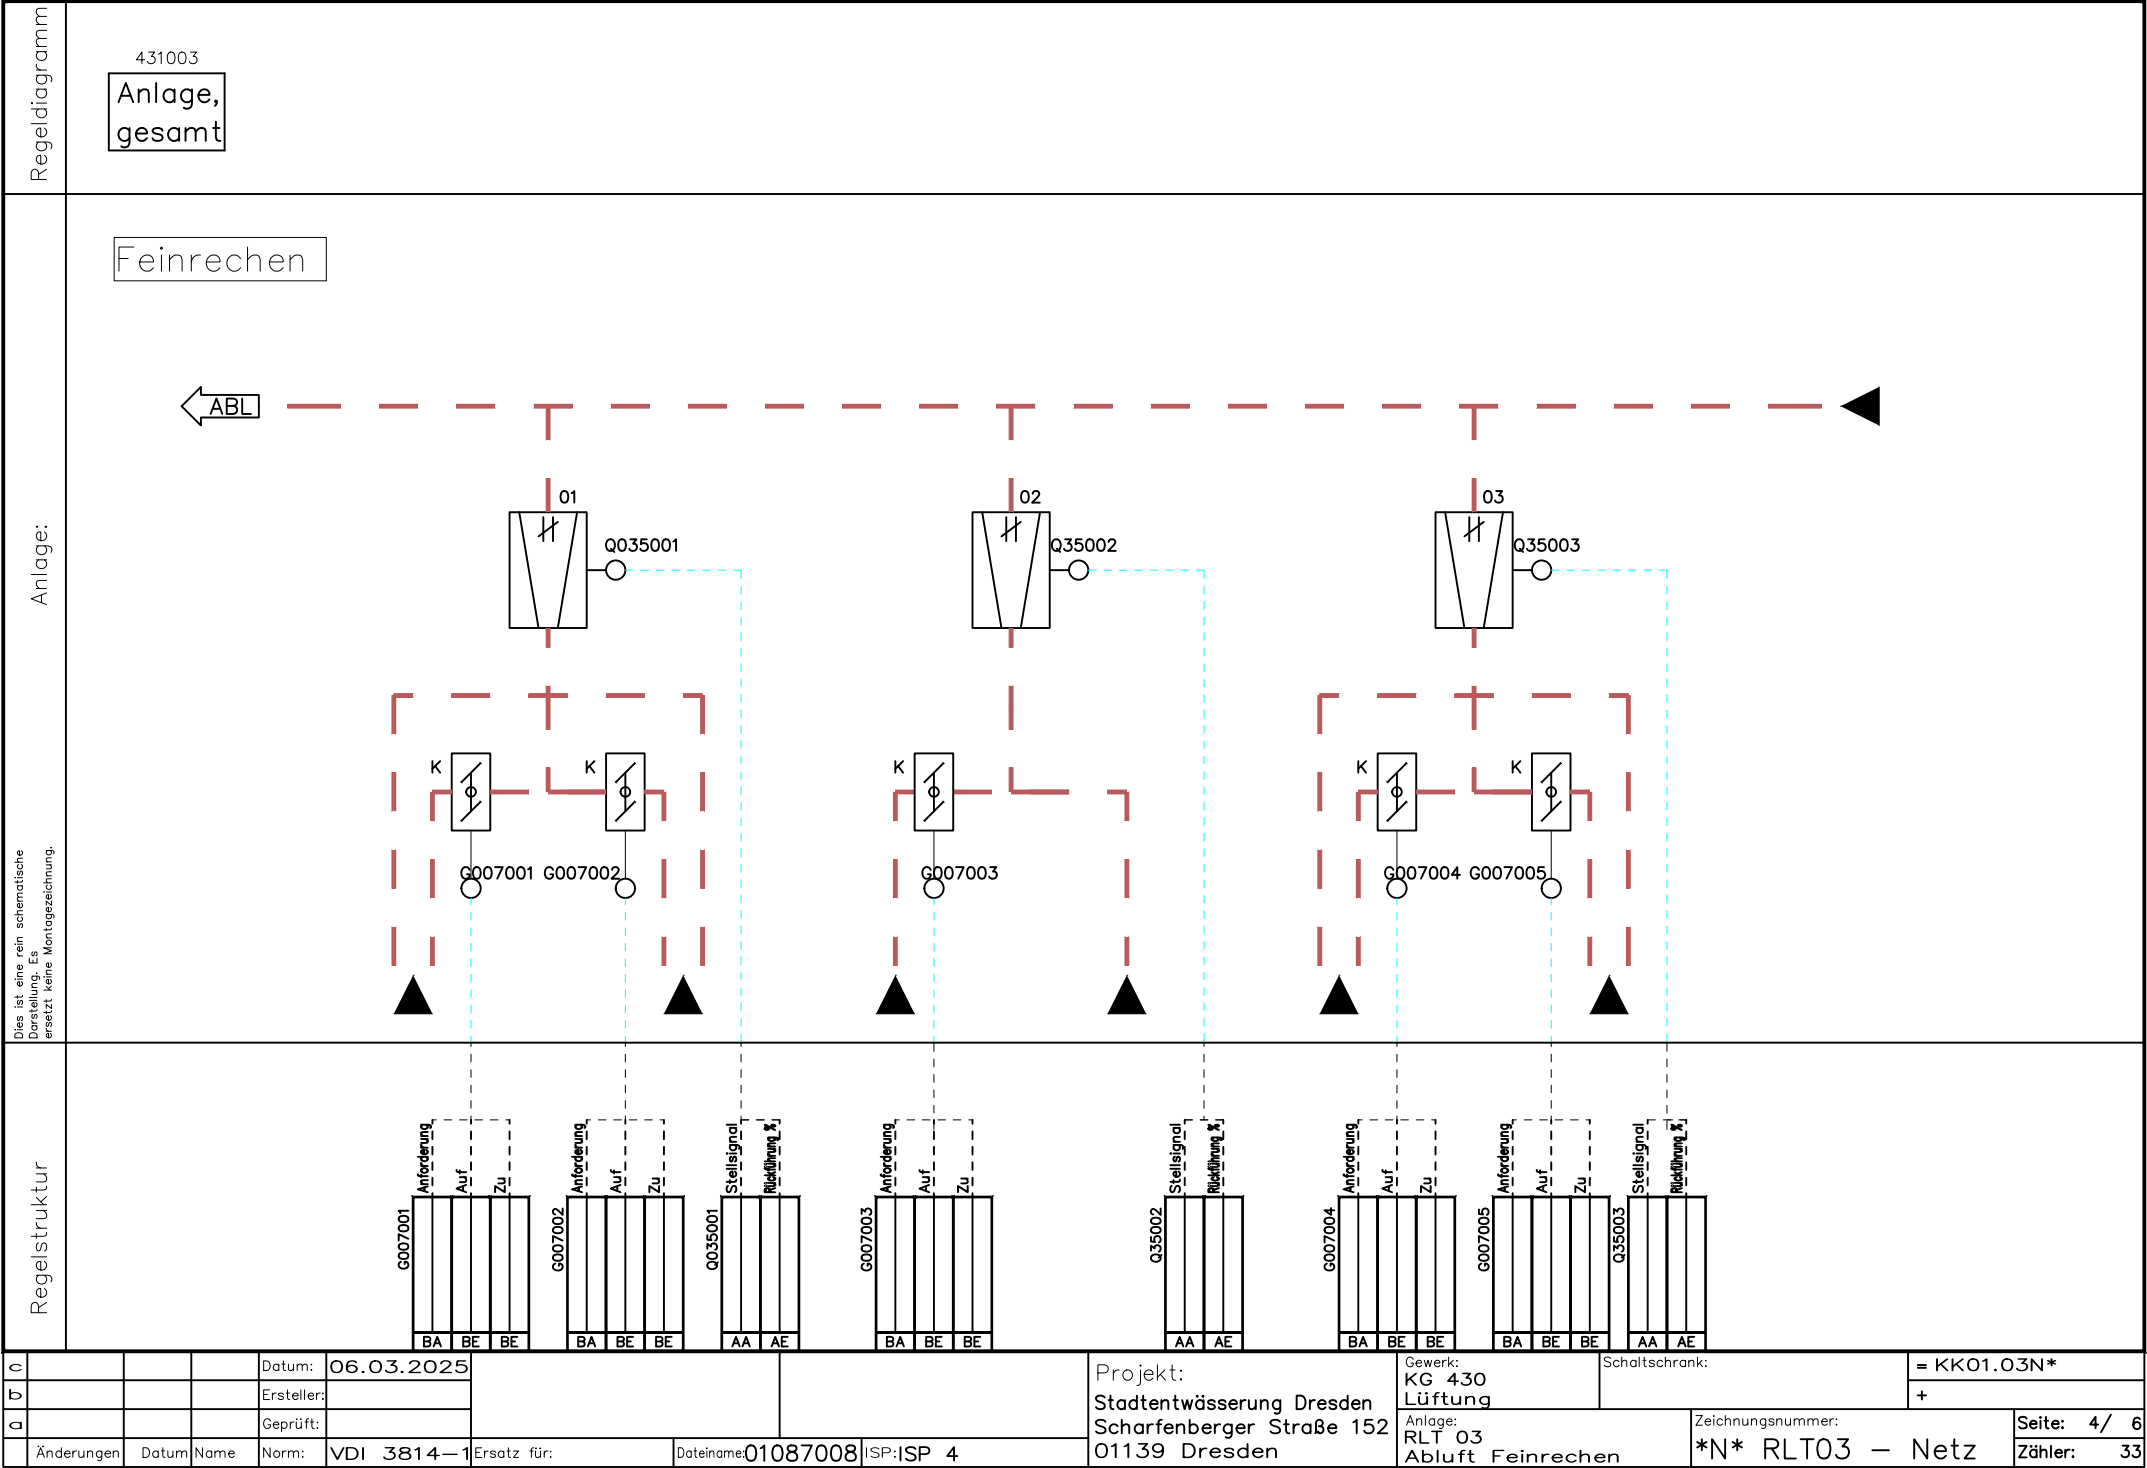 Regeldiagramm
431003
Anlage,
gesamt
Anlage:
Dies ist eine rein schematische
Darstellung. Es
ersetzt keine Montagezeichnung.
Feinrechen
ABL
01
02
03
Q035001
Q35002
Q35003
K
K
K
K
K
G007001
G007002
G007003
G007004
G007005
Regelstruktur
Anforderung
Auf
Zu
Anforderung
Auf
Zu
Stellsignal
Rückführung %
Anforderung
Auf
Zu
Stellsignal
Rückführung %
Anforderung
Auf
Zu
Anforderung
Auf
Zu
Stellsignal
Rückführung %
G007001
G007002
Q035001
G007003
Q35002
G007004
G007005
Q35003
BA BE BE
BA BE BE
AA AE
BA BE BE
AA AE
BA BE BE
BA BE BE
AA AE
c
b
a
Änderungen
Datum
Name
Datum: 06.03.2025
Ersteller:
Geprüft:
Norm: VDI 3814-1
Ersatz für:
Dateiname: 01087008
ISP: ISP 4
Projekt:
Stadtentwässerung Dresden
Scharfenberger Straße 152
01139 Dresden
Gewerk:
KG 430
Lüftung
Schaltschrank:
= KK01.03N*
+
Anlage:
RLT 03
Abluft Feinrechen
Zeichnungsnummer:
*N* RLT03 - Netz
Seite: 4/ 6
Zähler: 33